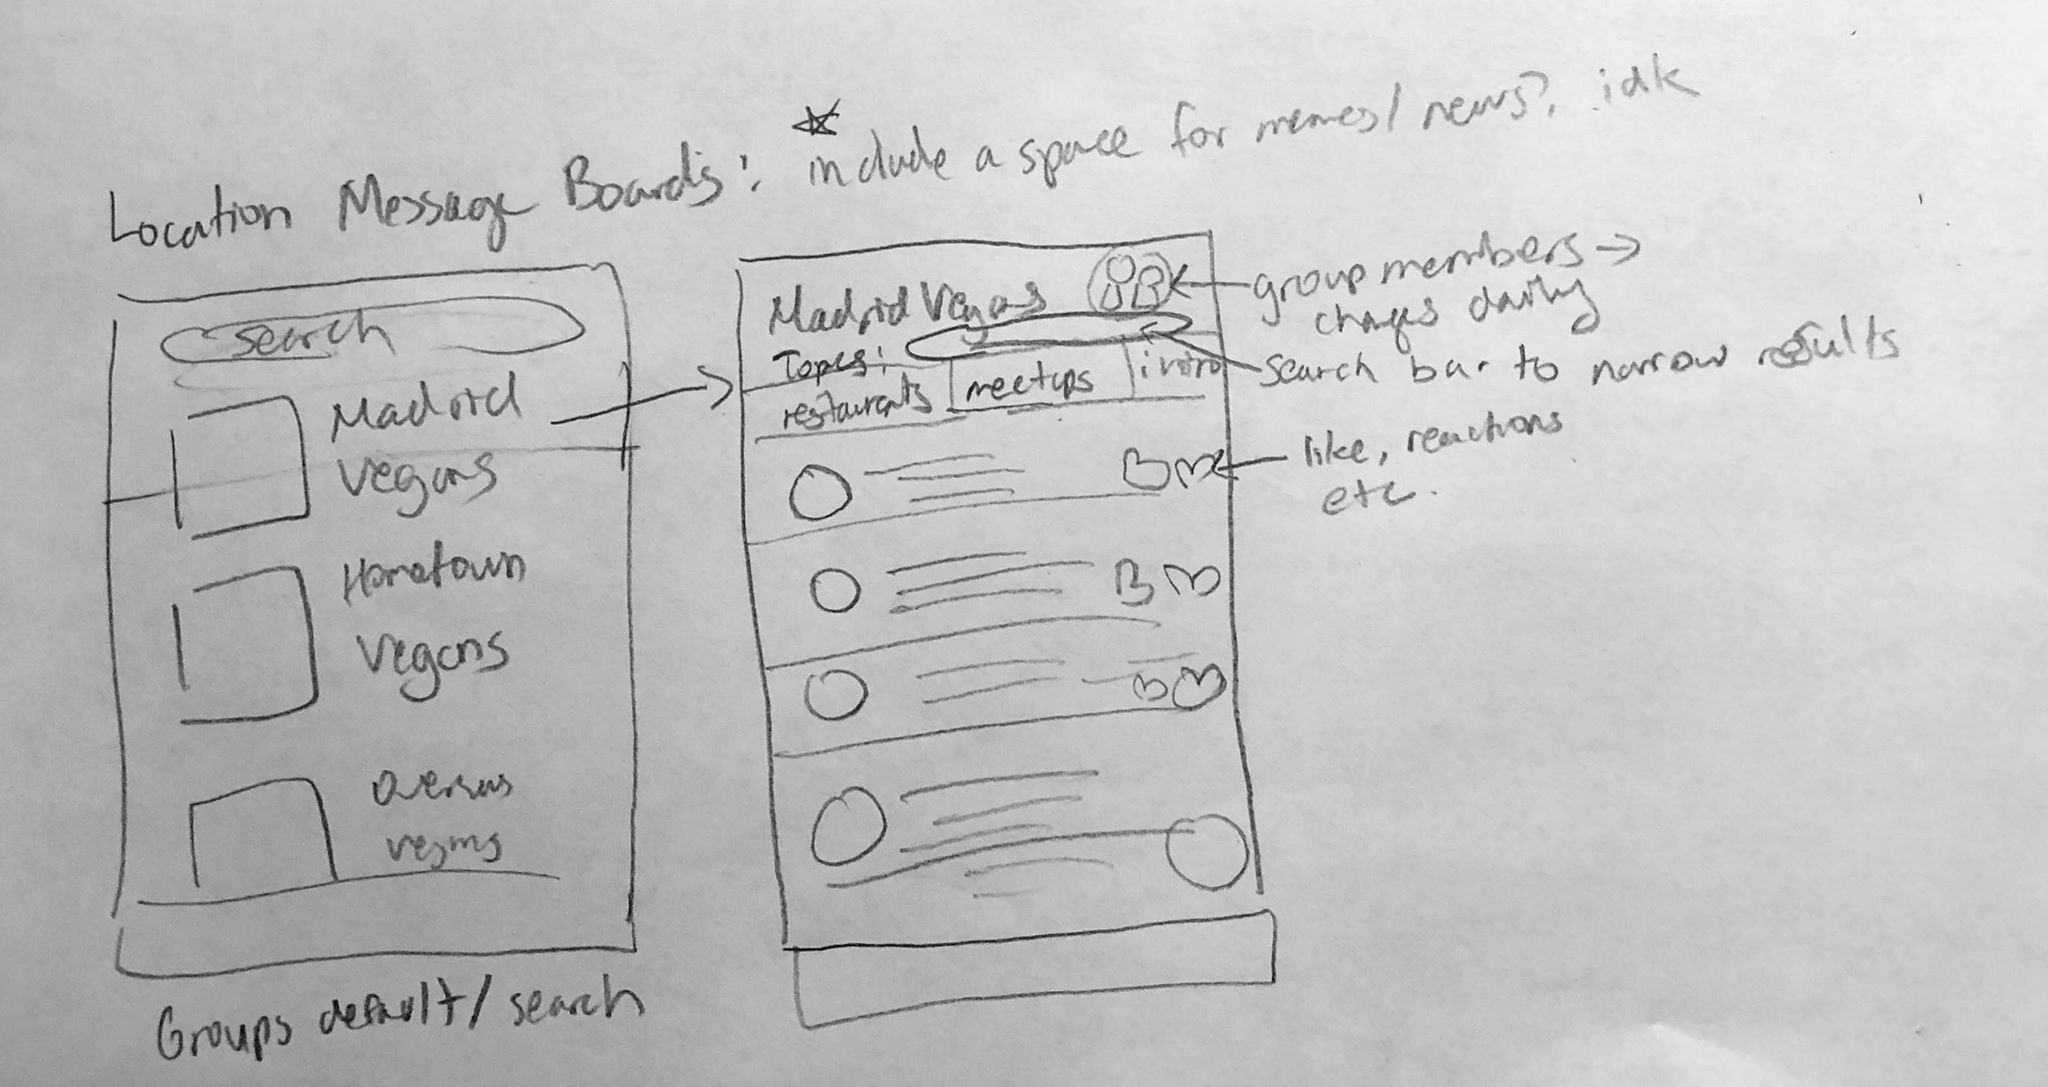 Location Message Boards:
include a space for memes/news?, idk
search
Madrid
Vegans
Hometown
Vegans
Overseas
vegans
Groups default/search
Madrid Vegans
Topics:
restaurants
meetups
intro
group members →
changes daily
search bar to narrow results
like, reactions
etc.